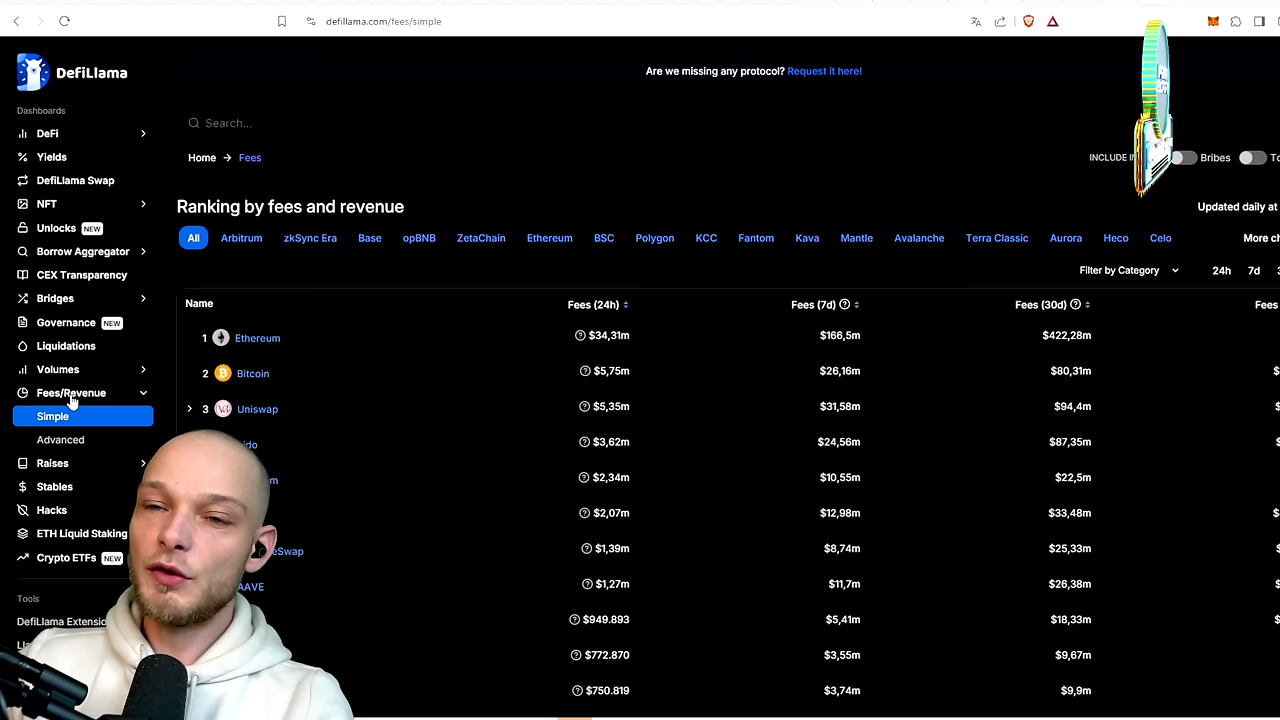 defillama.com/fees/simple
DefiLlama
Are we missing any protocol? Request it here!
Dashboards
DeFi
Yields
DefiLlama Swap
NFT
Unlocks NEW
Borrow Aggregator
CEX Transparency
Bridges
Governance NEW
Liquidations
Volumes
Fees/Revenue
Simple
Advanced
Raises
Stables
Hacks
ETH Liquid Staking
Crypto ETFs NEW
Tools
DefiLlama Extensio
Search...
Home → Fees
INCLUDE I Bribes To
Ranking by fees and revenue
Updated daily at
All Arbitrum zkSync Era Base opBNB ZetaChain Ethereum BSC Polygon KCC Fantom Kava Mantle Avalanche Terra Classic Aurora Heco Celo More c
Filter by Category 24h 7d
Name Fees (24h) Fees (7d) Fees (30d) Fees
1 Ethereum $34,31m $166,5m $422,28m
2 Bitcoin $5,75m $26,16m $80,31m $
3 Uniswap $5,35m $31,58m $94,4m $
ido $3,62m $24,56m $87,35m $
m $2,34m $10,55m $22,5m
$2,07m $12,98m $33,48m $
eSwap $1,39m $8,74m $25,33m $
AAVE $1,27m $11,7m $26,38m $
$949.893 $5,41m $18,33m $
$772.870 $3,55m $9,67m $
$750.819 $3,74m $9,9m $